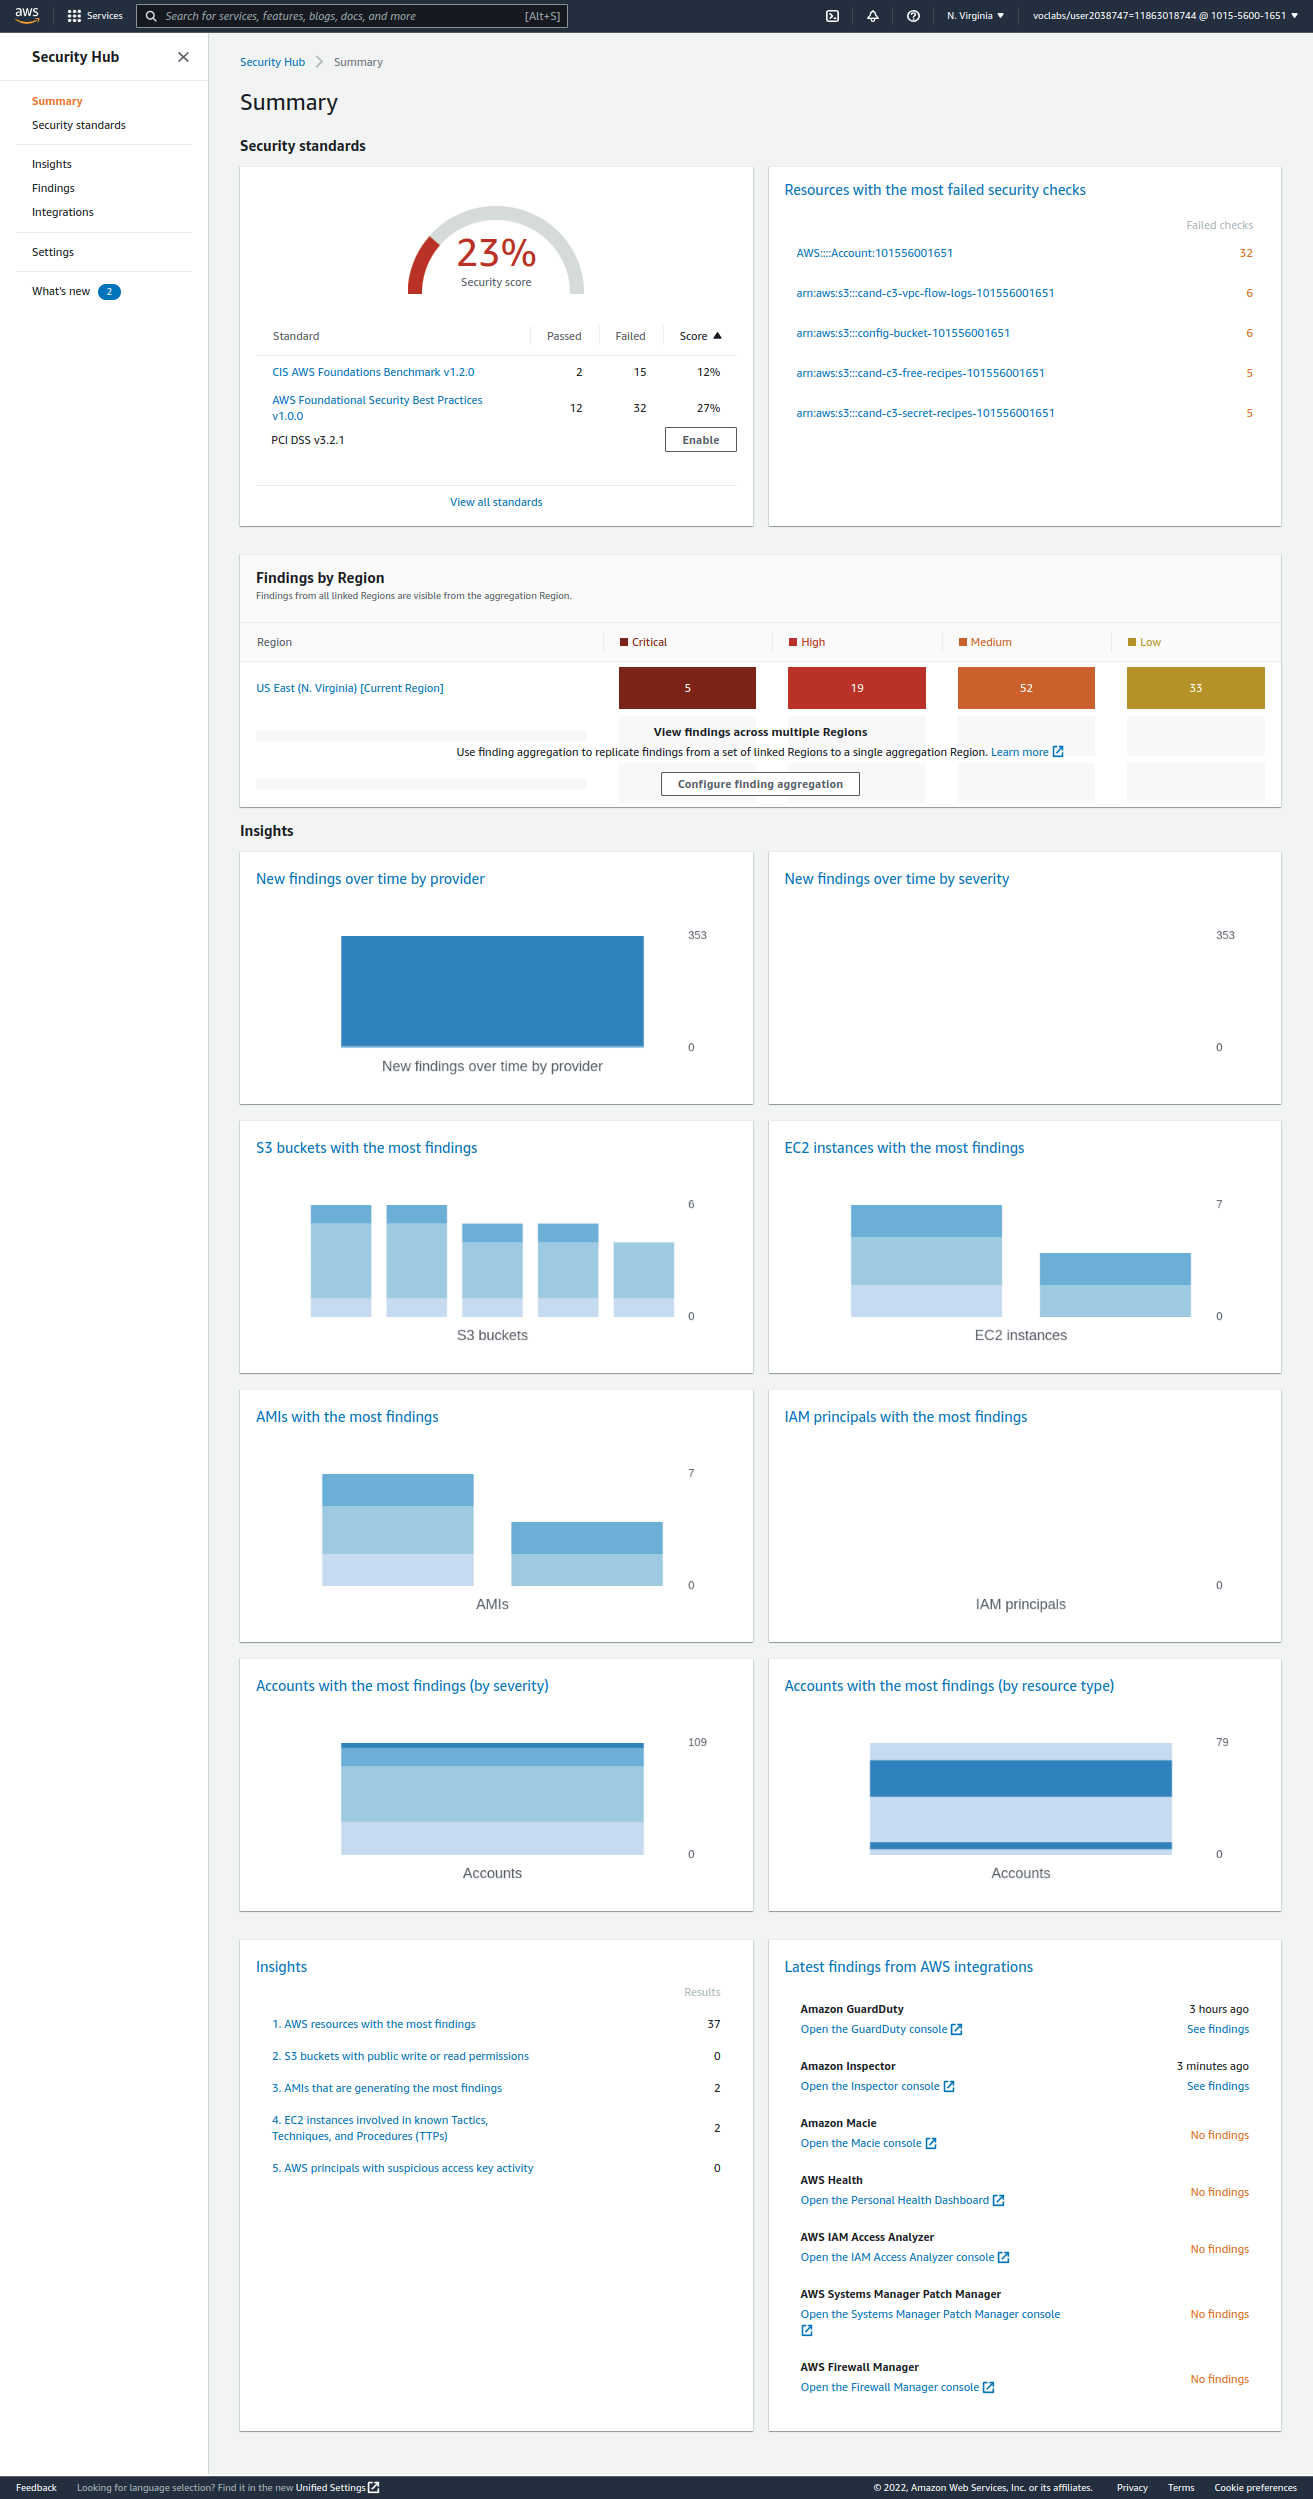 aws
Services
Search for services, features, blogs, docs, and more
[Alt+S]
N. Virginia
voclabs/user2038747=11863018744 @ 1015-5600-1651
Security Hub
Summary
Security standards
Insights
Findings
Integrations
Settings
What's new 2
Security Hub > Summary
Summary
Security standards
23%
Security score
Standard Passed Failed Score
CIS AWS Foundations Benchmark v1.2.0 2 15 12%
AWS Foundational Security Best Practices
v1.0.0 12 32 27%
PCI DSS v3.2.1 Enable
View all standards
Resources with the most failed security checks
Failed checks
AWS::::Account:101556001651 32
arn:aws:s3:::cand-c3-vpc-flow-logs-101556001651 6
arn:aws:s3:::config-bucket-101556001651 6
arn:aws:s3:::cand-c3-free-recipes-101556001651 5
arn:aws:s3:::cand-c3-secret-recipes-101556001651 5
Findings by Region
Findings from all linked Regions are visible from the aggregation Region.
Region Critical High Medium Low
US East (N. Virginia) [Current Region] 5 19 52 33
View findings across multiple Regions
Use finding aggregation to replicate findings from a set of linked Regions to a single aggregation Region. Learn more
Configure finding aggregation
Insights
New findings over time by provider
353
0
New findings over time by provider
New findings over time by severity
353
0
S3 buckets with the most findings
6
0
S3 buckets
EC2 instances with the most findings
7
0
EC2 instances
AMIs with the most findings
7
0
AMIs
IAM principals with the most findings
0
IAM principals
Accounts with the most findings (by severity)
109
0
Accounts
Accounts with the most findings (by resource type)
79
0
Accounts
Insights
Results
1. AWS resources with the most findings 37
2. S3 buckets with public write or read permissions 0
3. AMIs that are generating the most findings 2
4. EC2 instances involved in known Tactics,
Techniques, and Procedures (TTPs) 2
5. AWS principals with suspicious access key activity 0
Latest findings from AWS integrations
Amazon GuardDuty 3 hours ago
Open the GuardDuty console See findings
Amazon Inspector 3 minutes ago
Open the Inspector console See findings
Amazon Macie
Open the Macie console
No findings
AWS Health
Open the Personal Health Dashboard
No findings
AWS IAM Access Analyzer
Open the IAM Access Analyzer console
No findings
AWS Systems Manager Patch Manager
Open the Systems Manager Patch Manager console
No findings
AWS Firewall Manager
Open the Firewall Manager console
No findings
Feedback
Looking for language selection? Find it in the new Unified Settings
© 2022, Amazon Web Services, Inc. or its affiliates.
Privacy
Terms
Cookie preferences